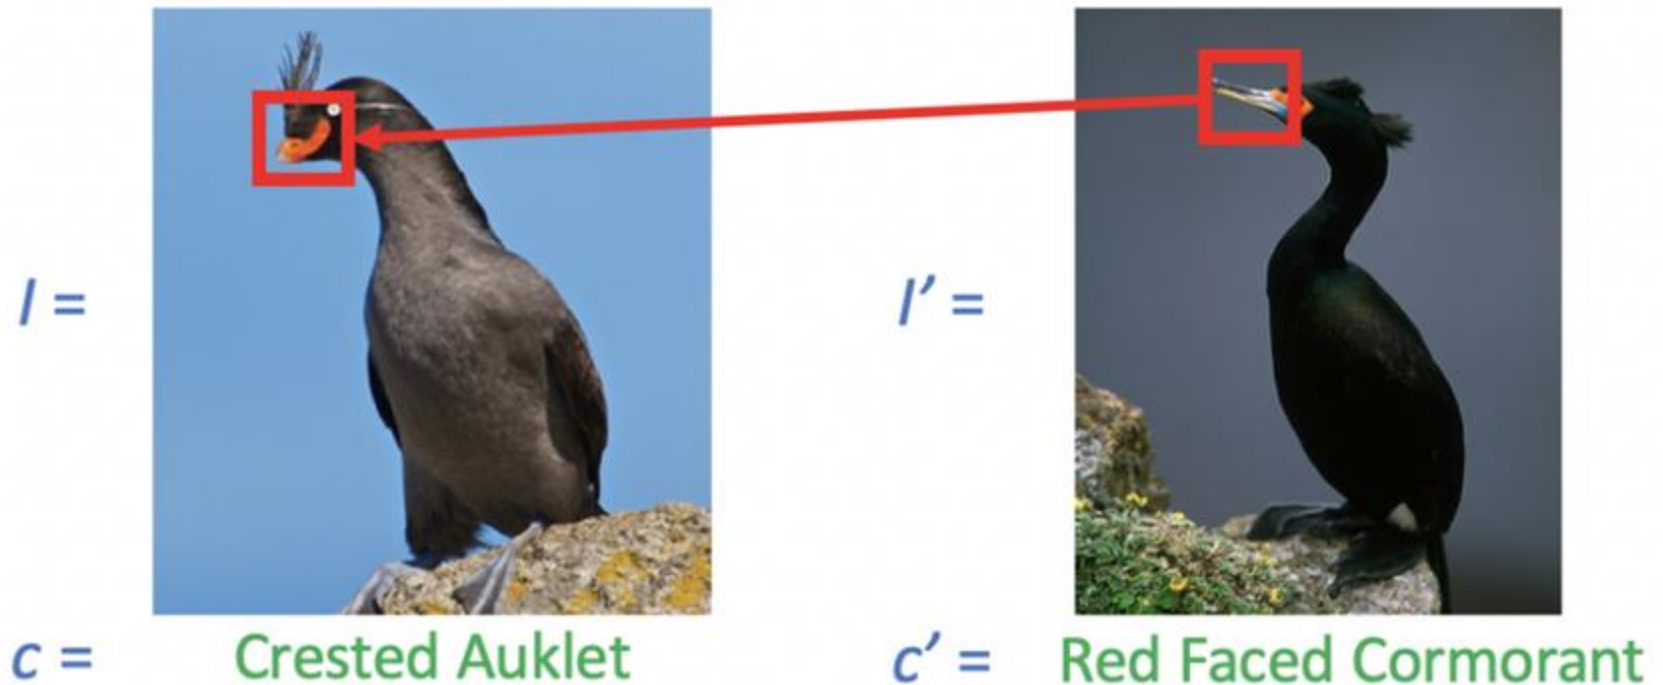 I =
I’ =
c = Crested Auklet
c’ = Red Faced Cormorant